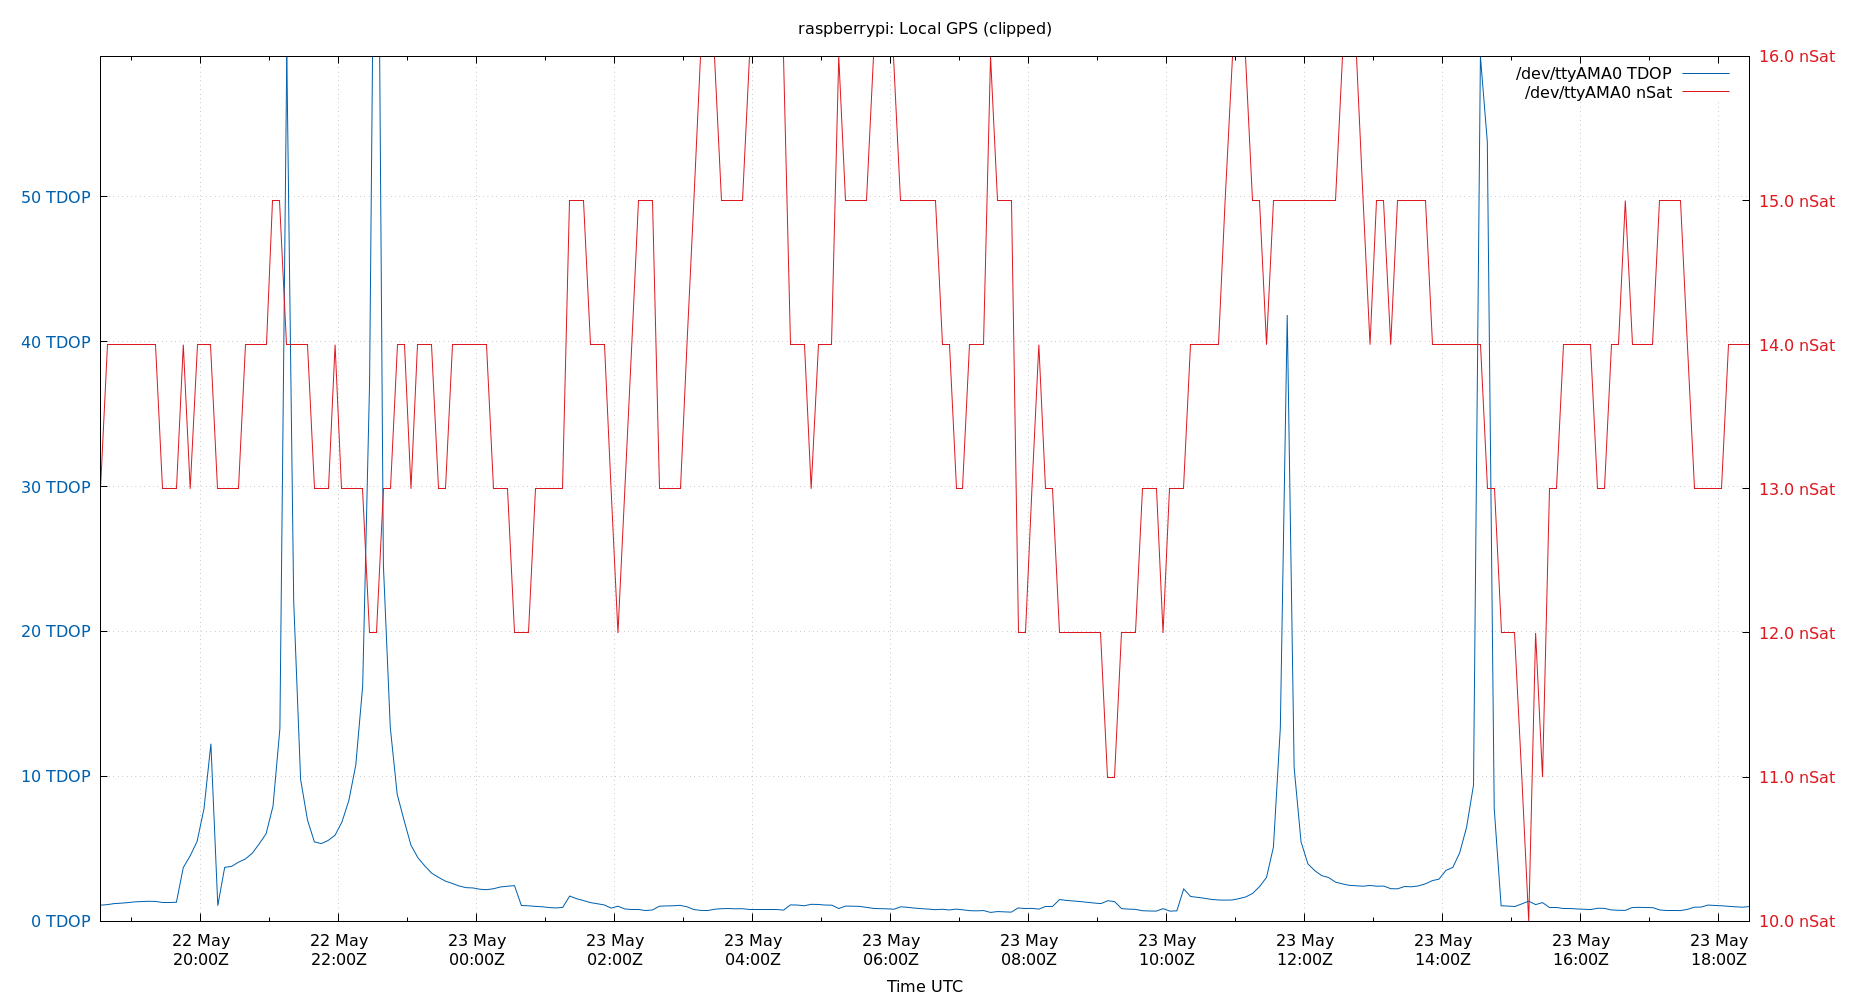 raspberrypi: Local GPS (clipped)
/dev/ttyAMA0 TDOP
/dev/ttyAMA0 nSat
50 TDOP
40 TDOP
30 TDOP
20 TDOP
10 TDOP
0 TDOP
16.0 nSat
15.0 nSat
14.0 nSat
13.0 nSat
12.0 nSat
11.0 nSat
10.0 nSat
22 May
20:00Z
22 May
22:00Z
23 May
00:00Z
23 May
02:00Z
23 May
04:00Z
23 May
06:00Z
23 May
08:00Z
23 May
10:00Z
23 May
12:00Z
23 May
14:00Z
23 May
16:00Z
23 May
18:00Z
Time UTC